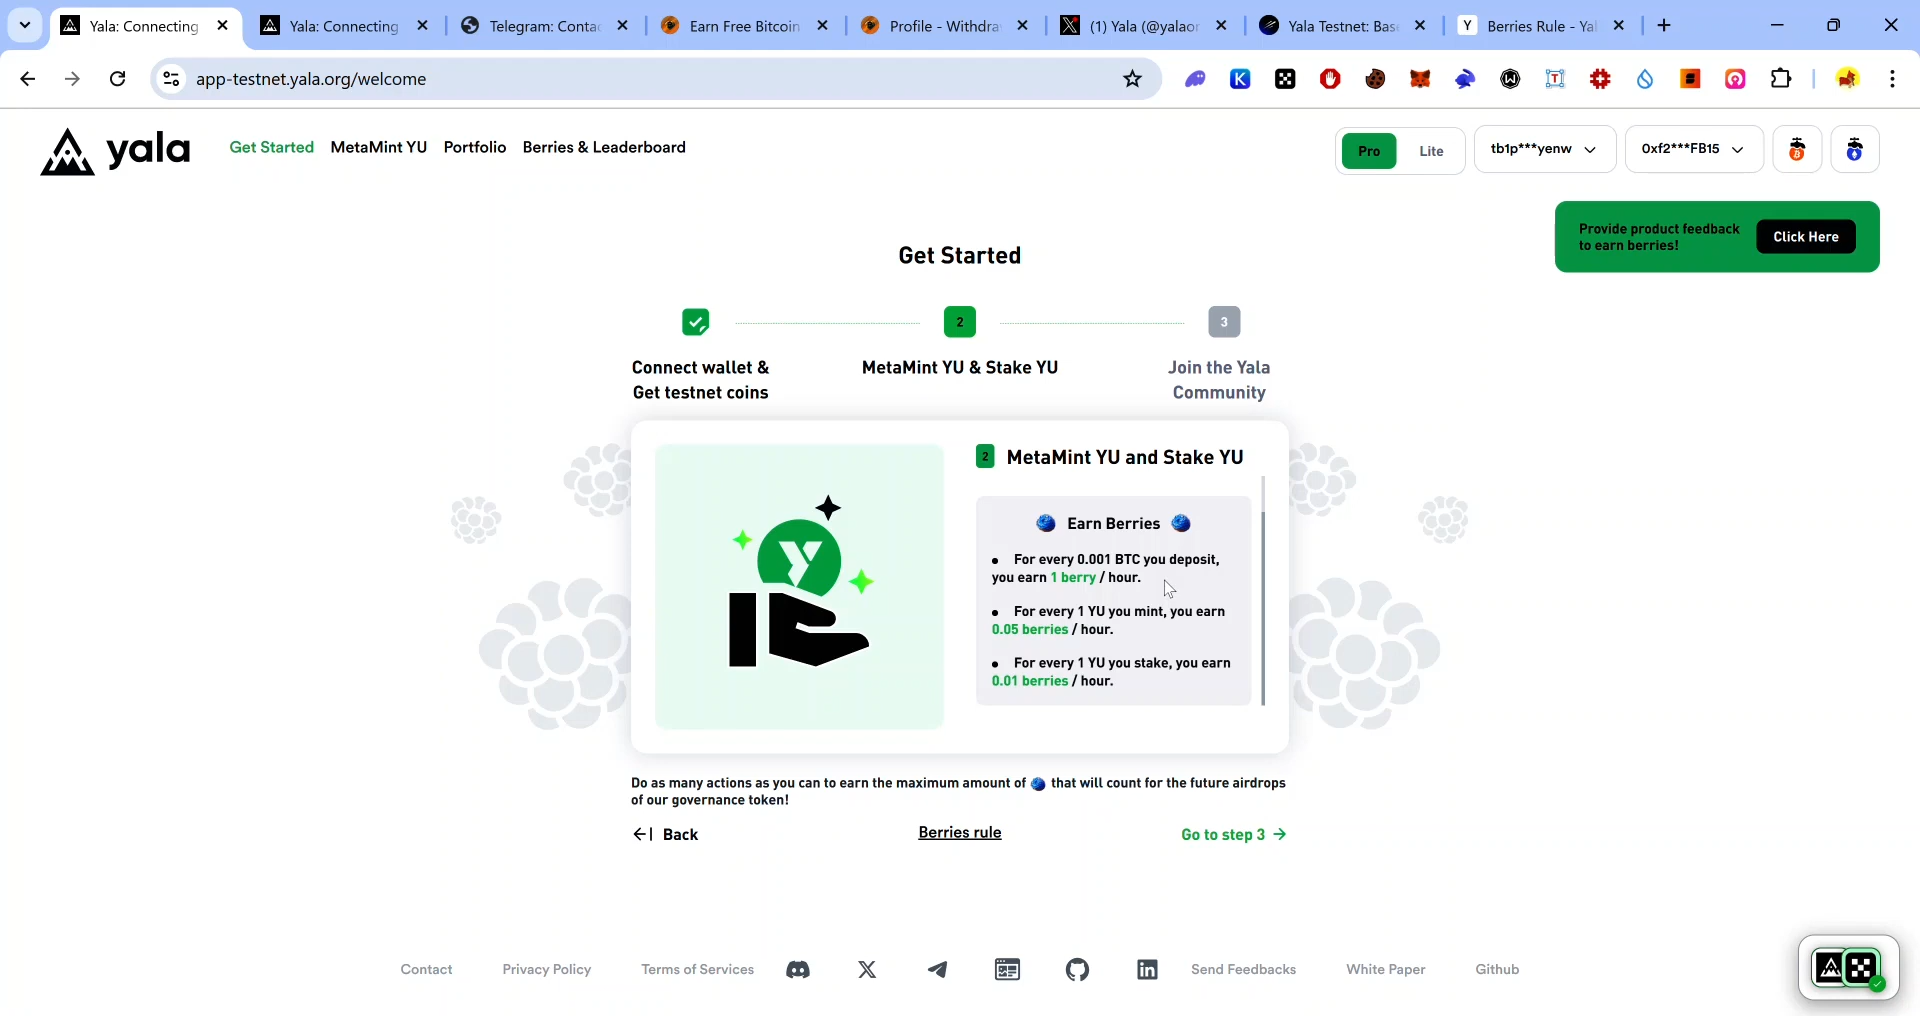 Yala: Connecting
Yala: Connecting
Telegram: Contac
Earn Free Bitcoin
Profile - Withdra
(1) Yala (@yalaor
Yala Testnet: Bas
Y Berries Rule - Yal
app-testnet.yala.org/welcome
yala
Get Started
MetaMint YU
Portfolio
Berries & Leaderboard
Pro
Lite
tb1p***yenw
0xf2***FB15
Provide product feedback
to earn berries!
Click Here
Get Started
2
3
Connect wallet &
Get testnet coins
MetaMint YU & Stake YU
Join the Yala
Community
2 MetaMint YU and Stake YU
Earn Berries
• For every 0.001 BTC you deposit,
you earn 1 berry / hour.
• For every 1 YU you mint, you earn
0.05 berries / hour.
• For every 1 YU you stake, you earn
0.01 berries / hour.
Do as many actions as you can to earn the maximum amount of that will count for the future airdrops
of our governance token!
Back
Berries rule
Go to step 3
Contact
Privacy Policy
Terms of Services
Send Feedbacks
White Paper
Github